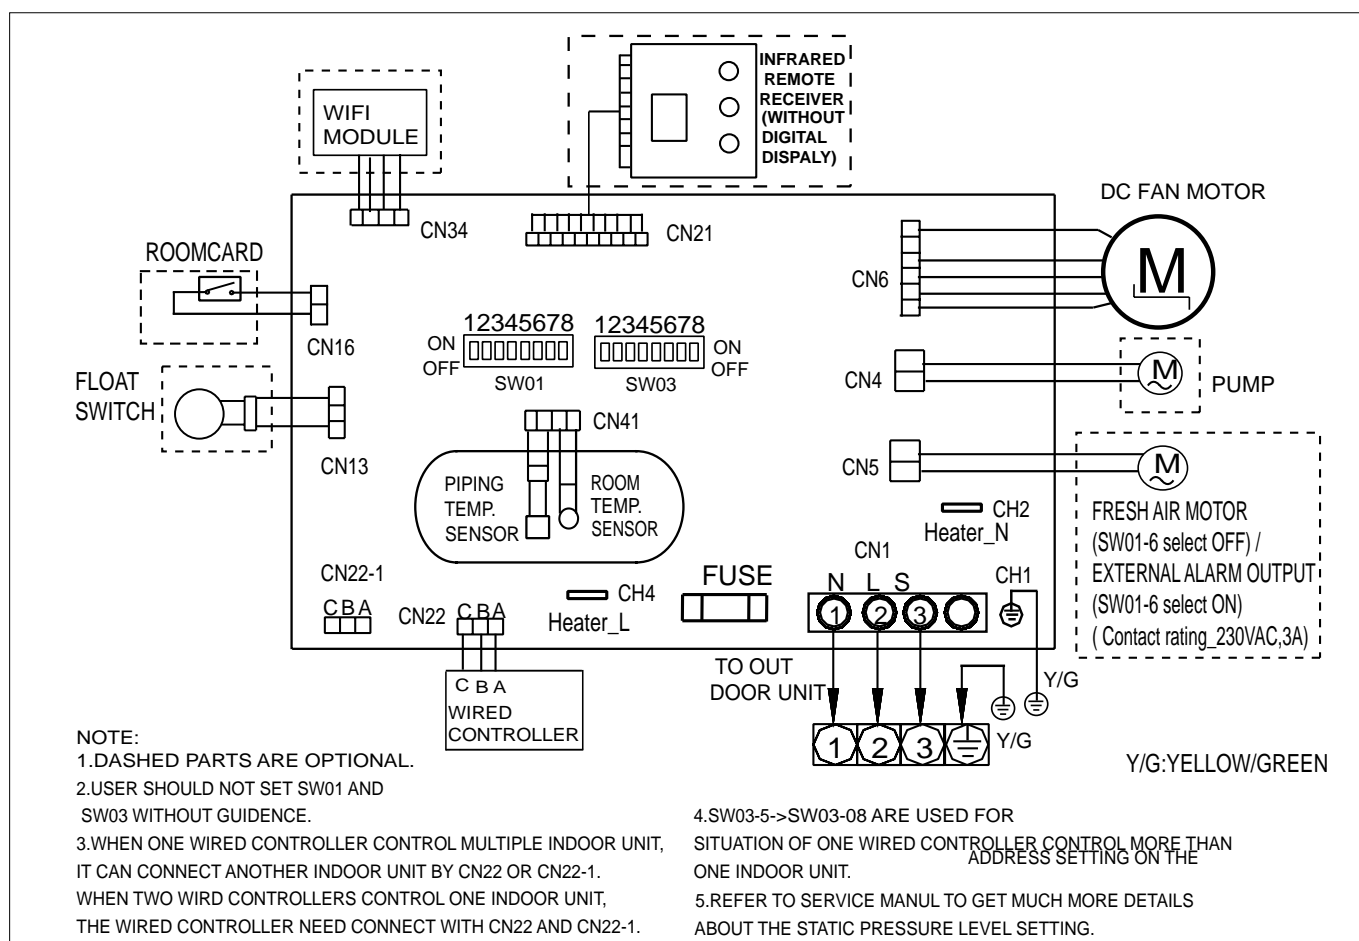 INFRARED
REMOTE
RECEIVER
(WITHOUT
DIGITAL
DISPALY)
WIFI
MODULE
CN34
CN21
DC FAN MOTOR
M
CN6
ROOMCARD
CN16
12345678 12345678
ON
OFF
ON
OFF
SW01
SW03
FLOAT
SWITCH
CN13
CN4
M
PUMP
CN41
CN5
M
PIPING
TEMP.
SENSOR
ROOM
TEMP.
SENSOR
CH2
Heater_N
FRESH AIR MOTOR
(SW01-6 select OFF) /
EXTERNAL ALARM OUTPUT
(SW01-6 select ON)
( Contact rating_230VAC,3A)
CN1
N L S
1 2 3
CH1
CN22-1
C B A
CN22
C B A
CH4
Heater_L
FUSE
C B A
WIRED
CONTROLLER
TO OUT
DOOR UNIT
Y/G
Y/G
1 2 3
Y/G:YELLOW/GREEN
NOTE:
1.DASHED PARTS ARE OPTIONAL.
2.USER SHOULD NOT SET SW01 AND
SW03 WITHOUT GUIDENCE.
3.WHEN ONE WIRED CONTROLLER CONTROL MULTIPLE INDOOR UNIT,
IT CAN CONNECT ANOTHER INDOOR UNIT BY CN22 OR CN22-1.
WHEN TWO WIRD CONTROLLERS CONTROL ONE INDOOR UNIT,
THE WIRED CONTROLLER NEED CONNECT WITH CN22 AND CN22-1.
4.SW03-5->SW03-08 ARE USED FOR
SITUATION OF ONE WIRED CONTROLLER CONTROL MORE THAN
ADDRESS SETTING ON THE
ONE INDOOR UNIT.
5.REFER TO SERVICE MANUL TO GET MUCH MORE DETAILS
ABOUT THE STATIC PRESSURE LEVEL SETTING.